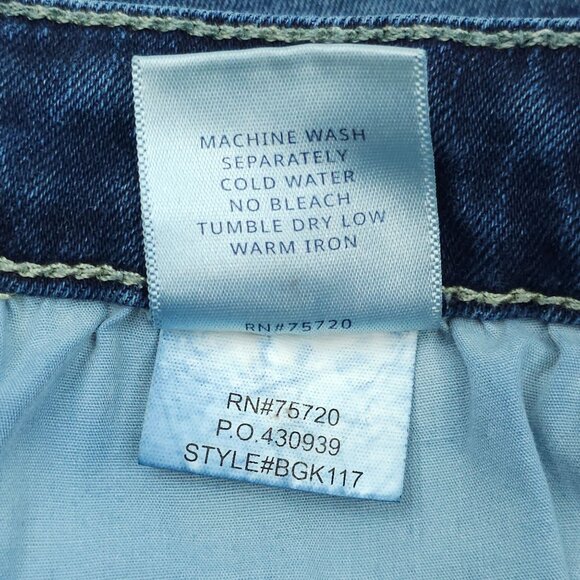 MACHINE WASH
SEPARATELY
COLD WATER
NO BLEACH
TUMBLE DRY LOW
WARM IRON
RN#75720
RN#75720
P.O.430939
STYLE#BGK117